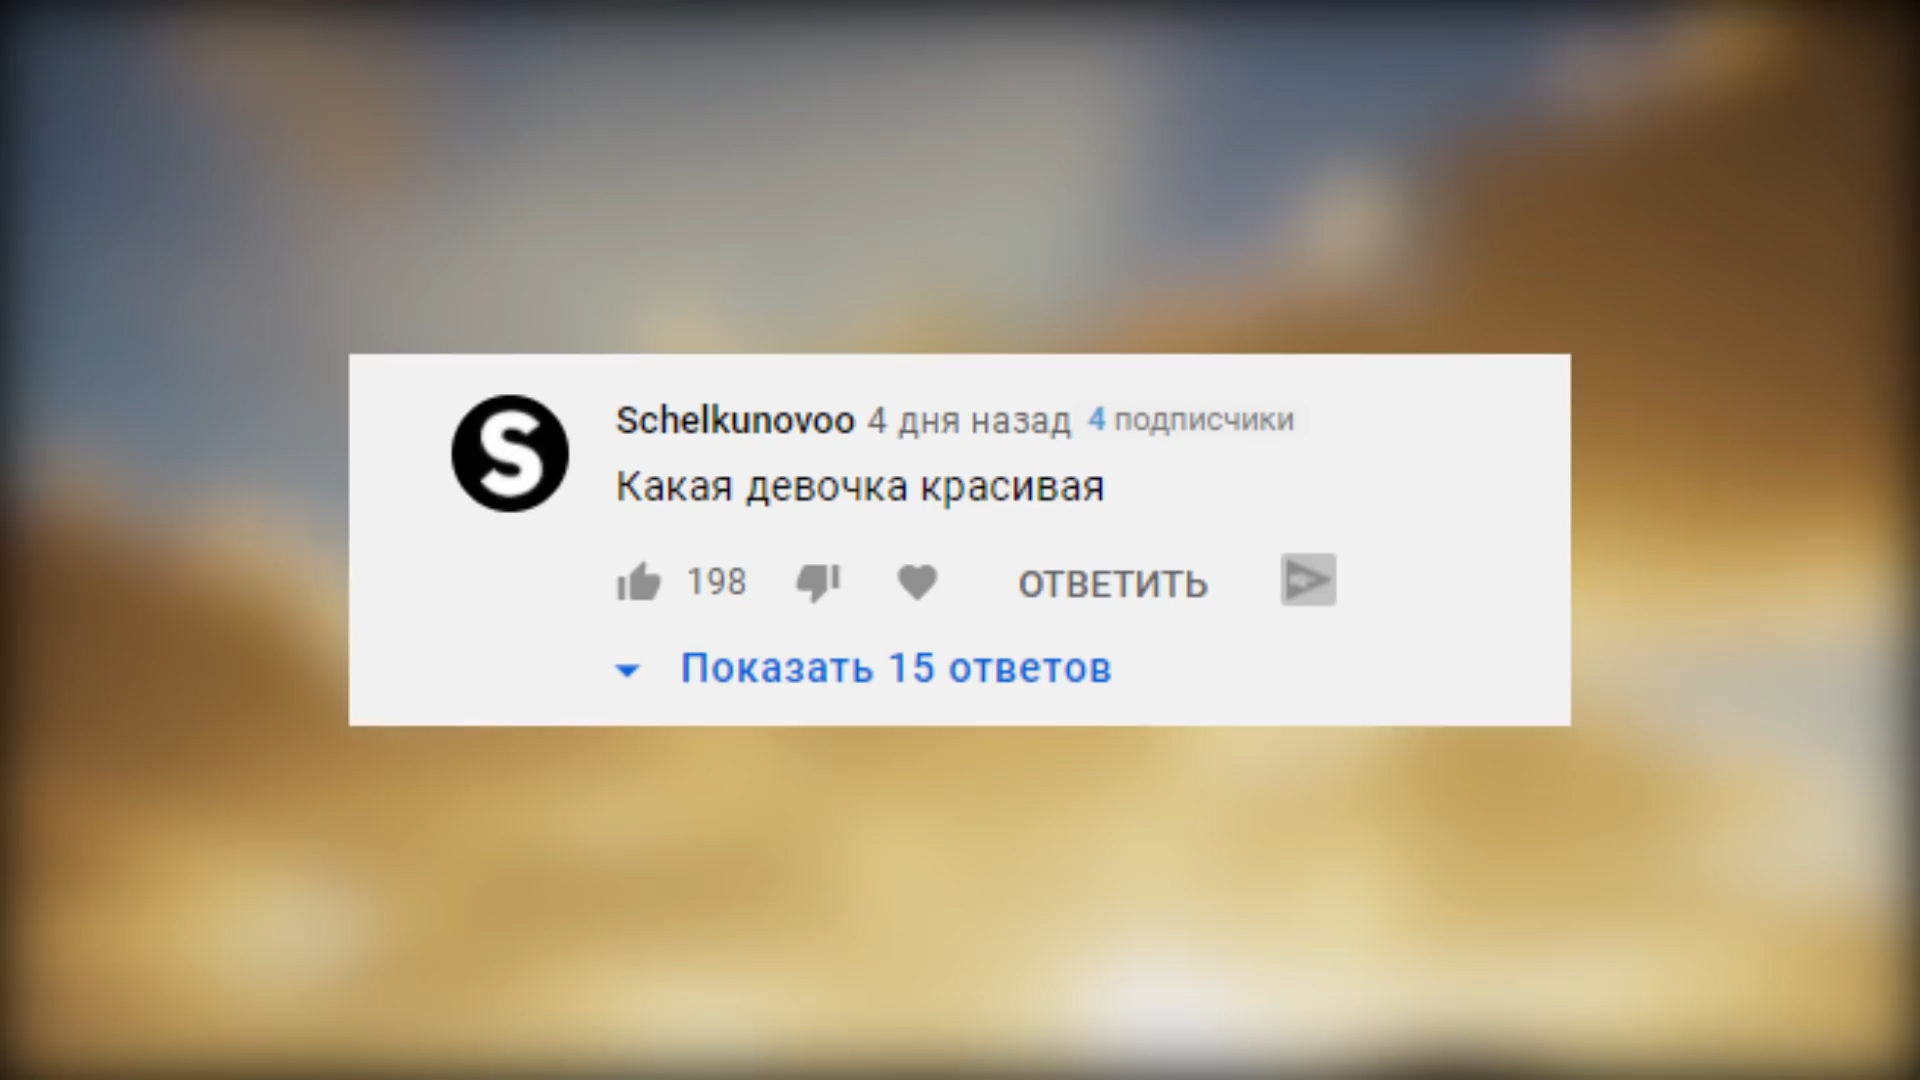 S
Schelkunovoo 4 дня назад 4 подписчики
Какая девочка красивая
198 ОТВЕТИТЬ
Показать 15 ответов